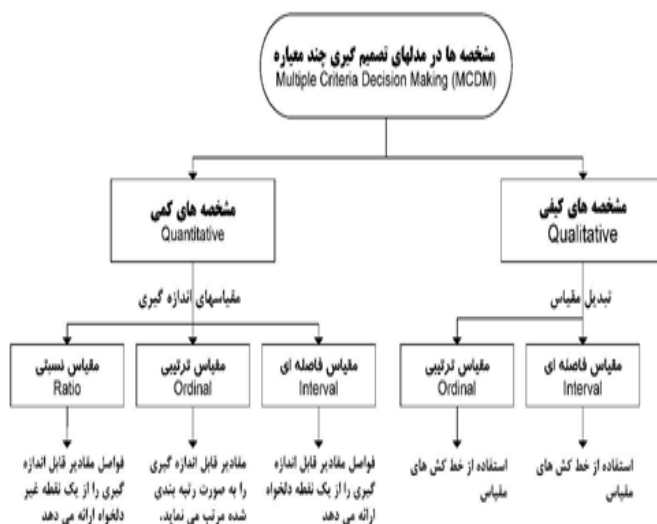 مشخصه ها در مدلهای تصمیم گیری چند معیاره
Multiple Criteria Decision Making (MCDM)
مشخصه های کیفی
Qualitative
مشخصه های کمی
Quantitative
تبدیل مقیاس
مقیاسهای اندازه گیری
مقیاس فاصله ای
Interval
مقیاس ترتیبی
Ordinal
مقیاس فاصله ای
Interval
مقیاس ترتیبی
Ordinal
مقیاس نسبتی
Ratio
استفاده از خط کش های
مقیاس
استفاده از خط کش های
مقیاس
فواصل مقادیر قابل اندازه
گیری را از یک نقطه دلخواه
ارائه می دهد
مقادیر قابل اندازه گیری
را به صورت رتبه بندی
شده مرتب می نماید.
فواصل مقادیر قابل اندازه
گیری را از یک نقطه غیر
دلخواه ارائه می دهد